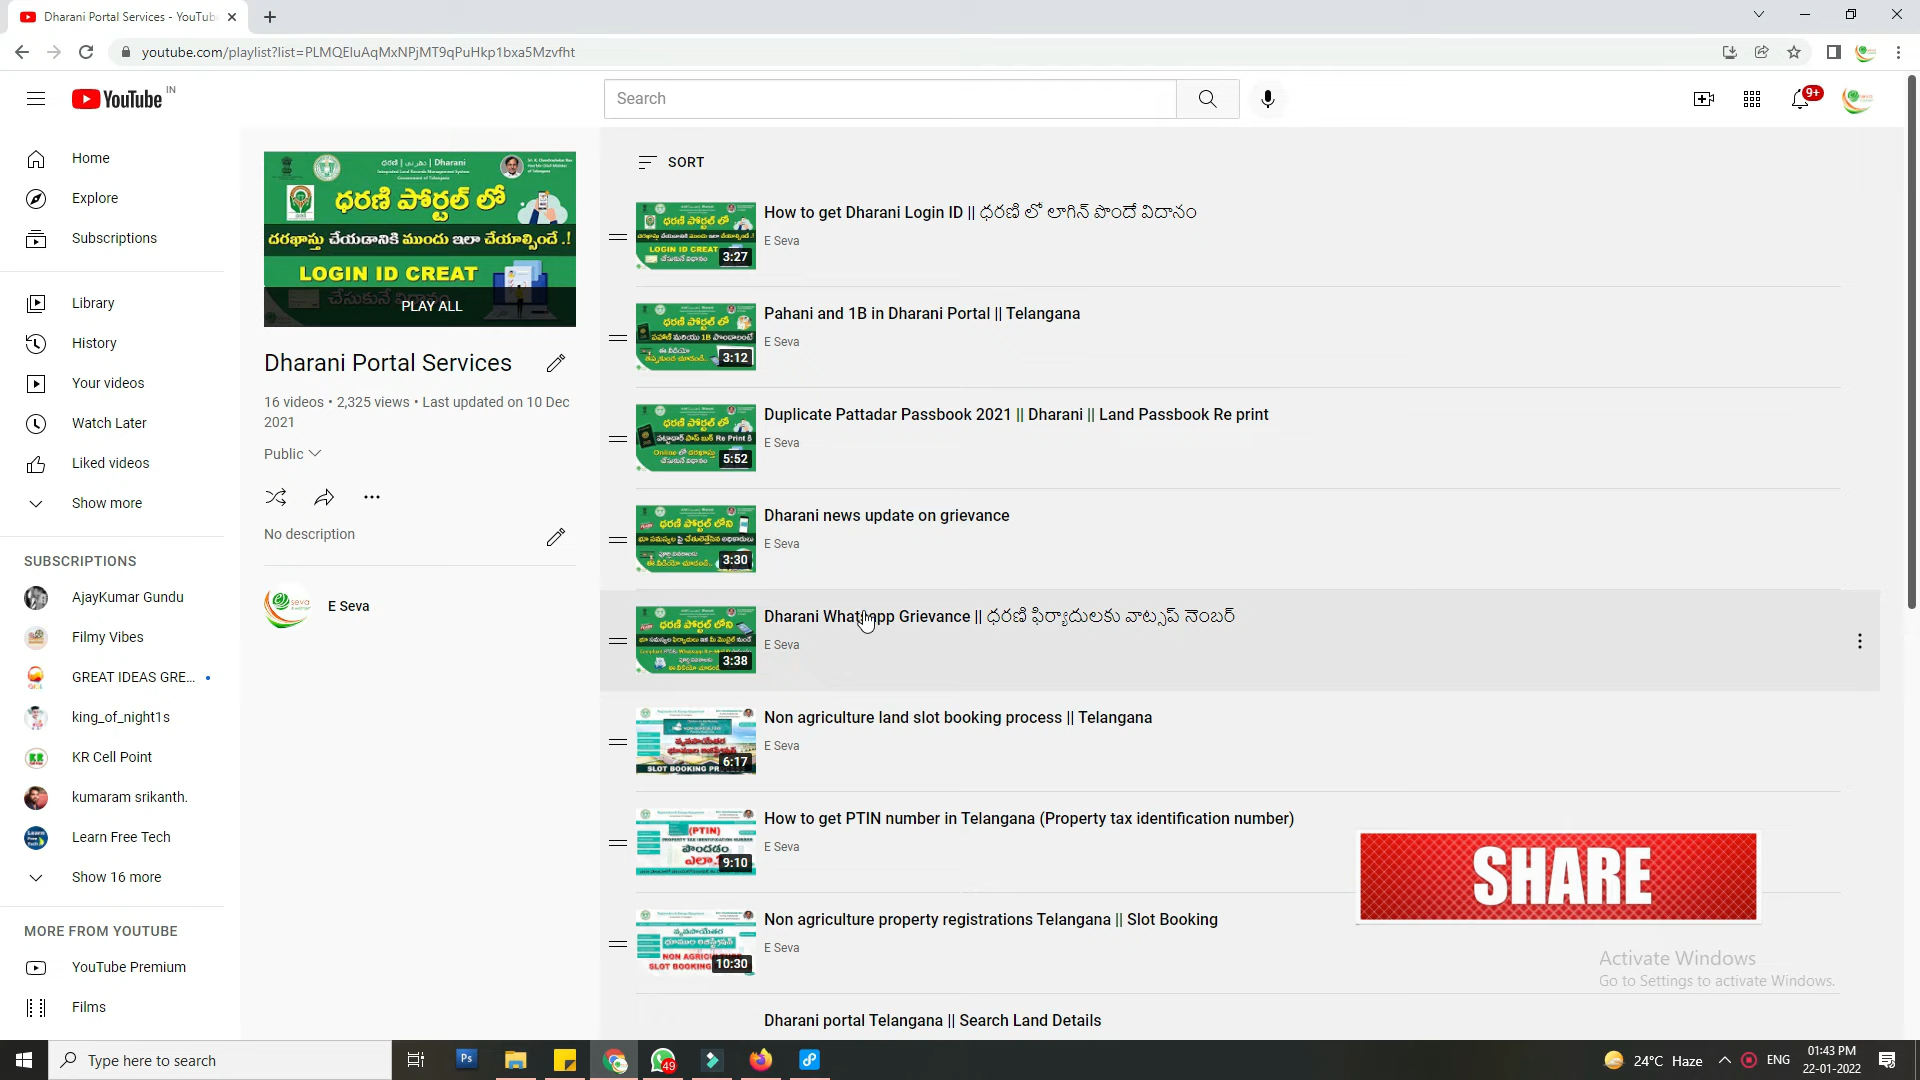 Dharani Portal Services - YouTub
youtube.com/playlist?list=PLMQEIuAqMxNPjMT9qPuHkp1bxa5Mzvfht
YouTube IN
Search
9+
Home
Explore
Subscriptions
Library
History
Your videos
Watch Later
Liked videos
Show more
SUBSCRIPTIONS
AjayKumar Gundu
Filmy Vibes
GREAT IDEAS GRE...
king_of_night1s
KR Cell Point
kumaram srikanth.
Learn Free Tech
Show 16 more
MORE FROM YOUTUBE
YouTube Premium
Films
Dharani
ధరణి పోర్టల్ లో
దరఖాస్తు చేయడానికి ముందు ఇలా చేయాల్సిందే .!
LOGIN ID CREAT
చేసుకునే విధానం
PLAY ALL
Dharani Portal Services
16 videos • 2,325 views • Last updated on 10 Dec
2021
Public
No description
E Seva
SORT
How to get Dharani Login ID || ధరణి లో లాగిన్ పొందే విదానం
E Seva
3:27
Pahani and 1B in Dharani Portal || Telangana
E Seva
3:12
Duplicate Pattadar Passbook 2021 || Dharani || Land Passbook Re print
E Seva
5:52
Dharani news update on grievance
E Seva
3:30
Dharani Whatsapp Grievance || ధరణి ఫిర్యాదులకు వాట్సప్ నెంబర్
E Seva
3:38
Non agriculture land slot booking process || Telangana
E Seva
6:17
How to get PTIN number in Telangana (Property tax identification number)
E Seva
9:10
Non agriculture property registrations Telangana || Slot Booking
E Seva
10:30
Dharani portal Telangana || Search Land Details
SHARE
Activate Windows
Go to Settings to activate Windows.
Type here to search
Ps
49
24°C Haze
ENG
01:43 PM
22-01-2022